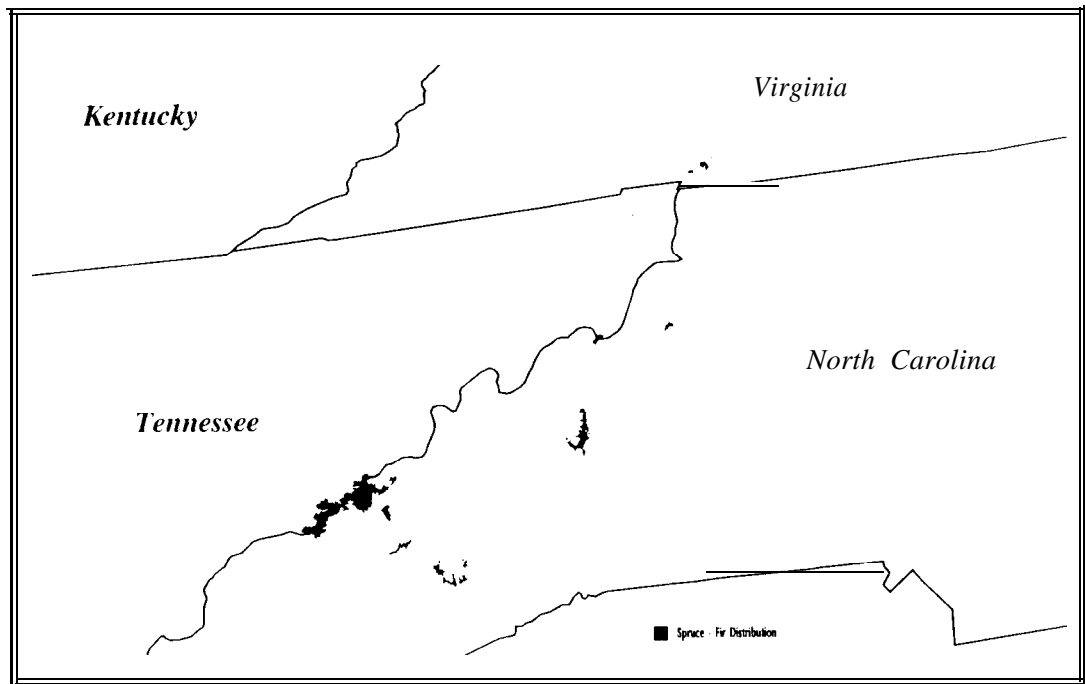 Kentucky
Virginia
North Carolina
Tennessee
Spruce - Fir Distribution